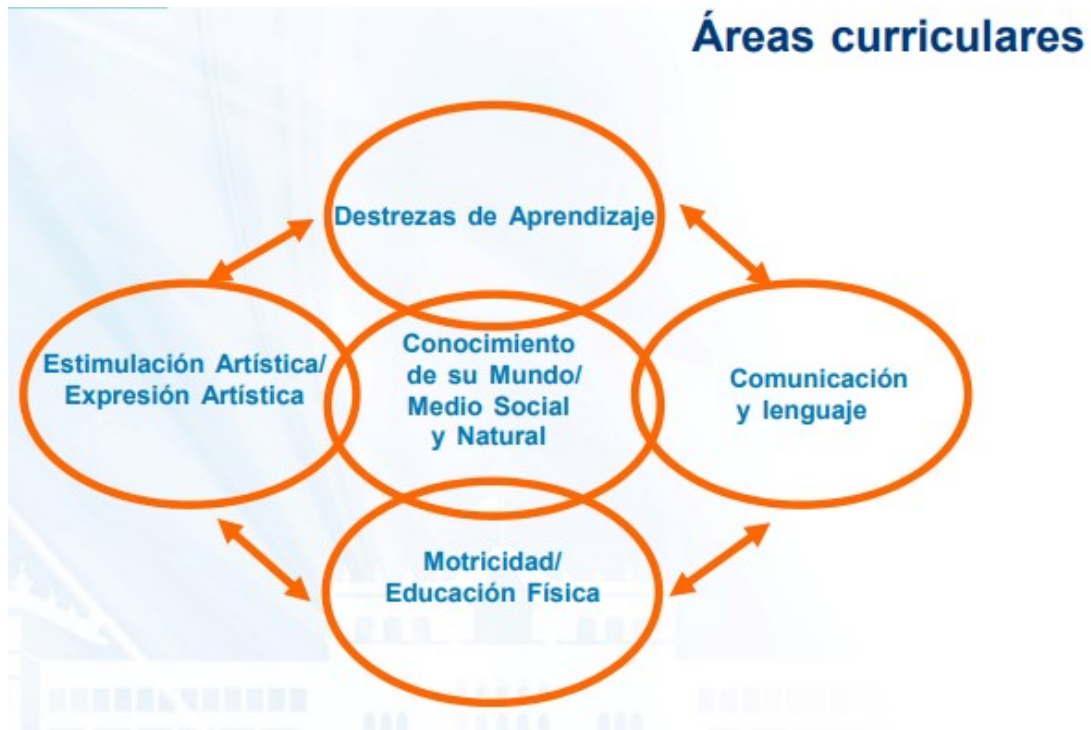 Áreas curriculares
Destrezas de Aprendizaje
Estimulación Artística/
Expresión Artística
Conocimiento
de su Mundo/
Medio Social
y Natural
Comunicación
y lenguaje
Motricidad/
Educación Física